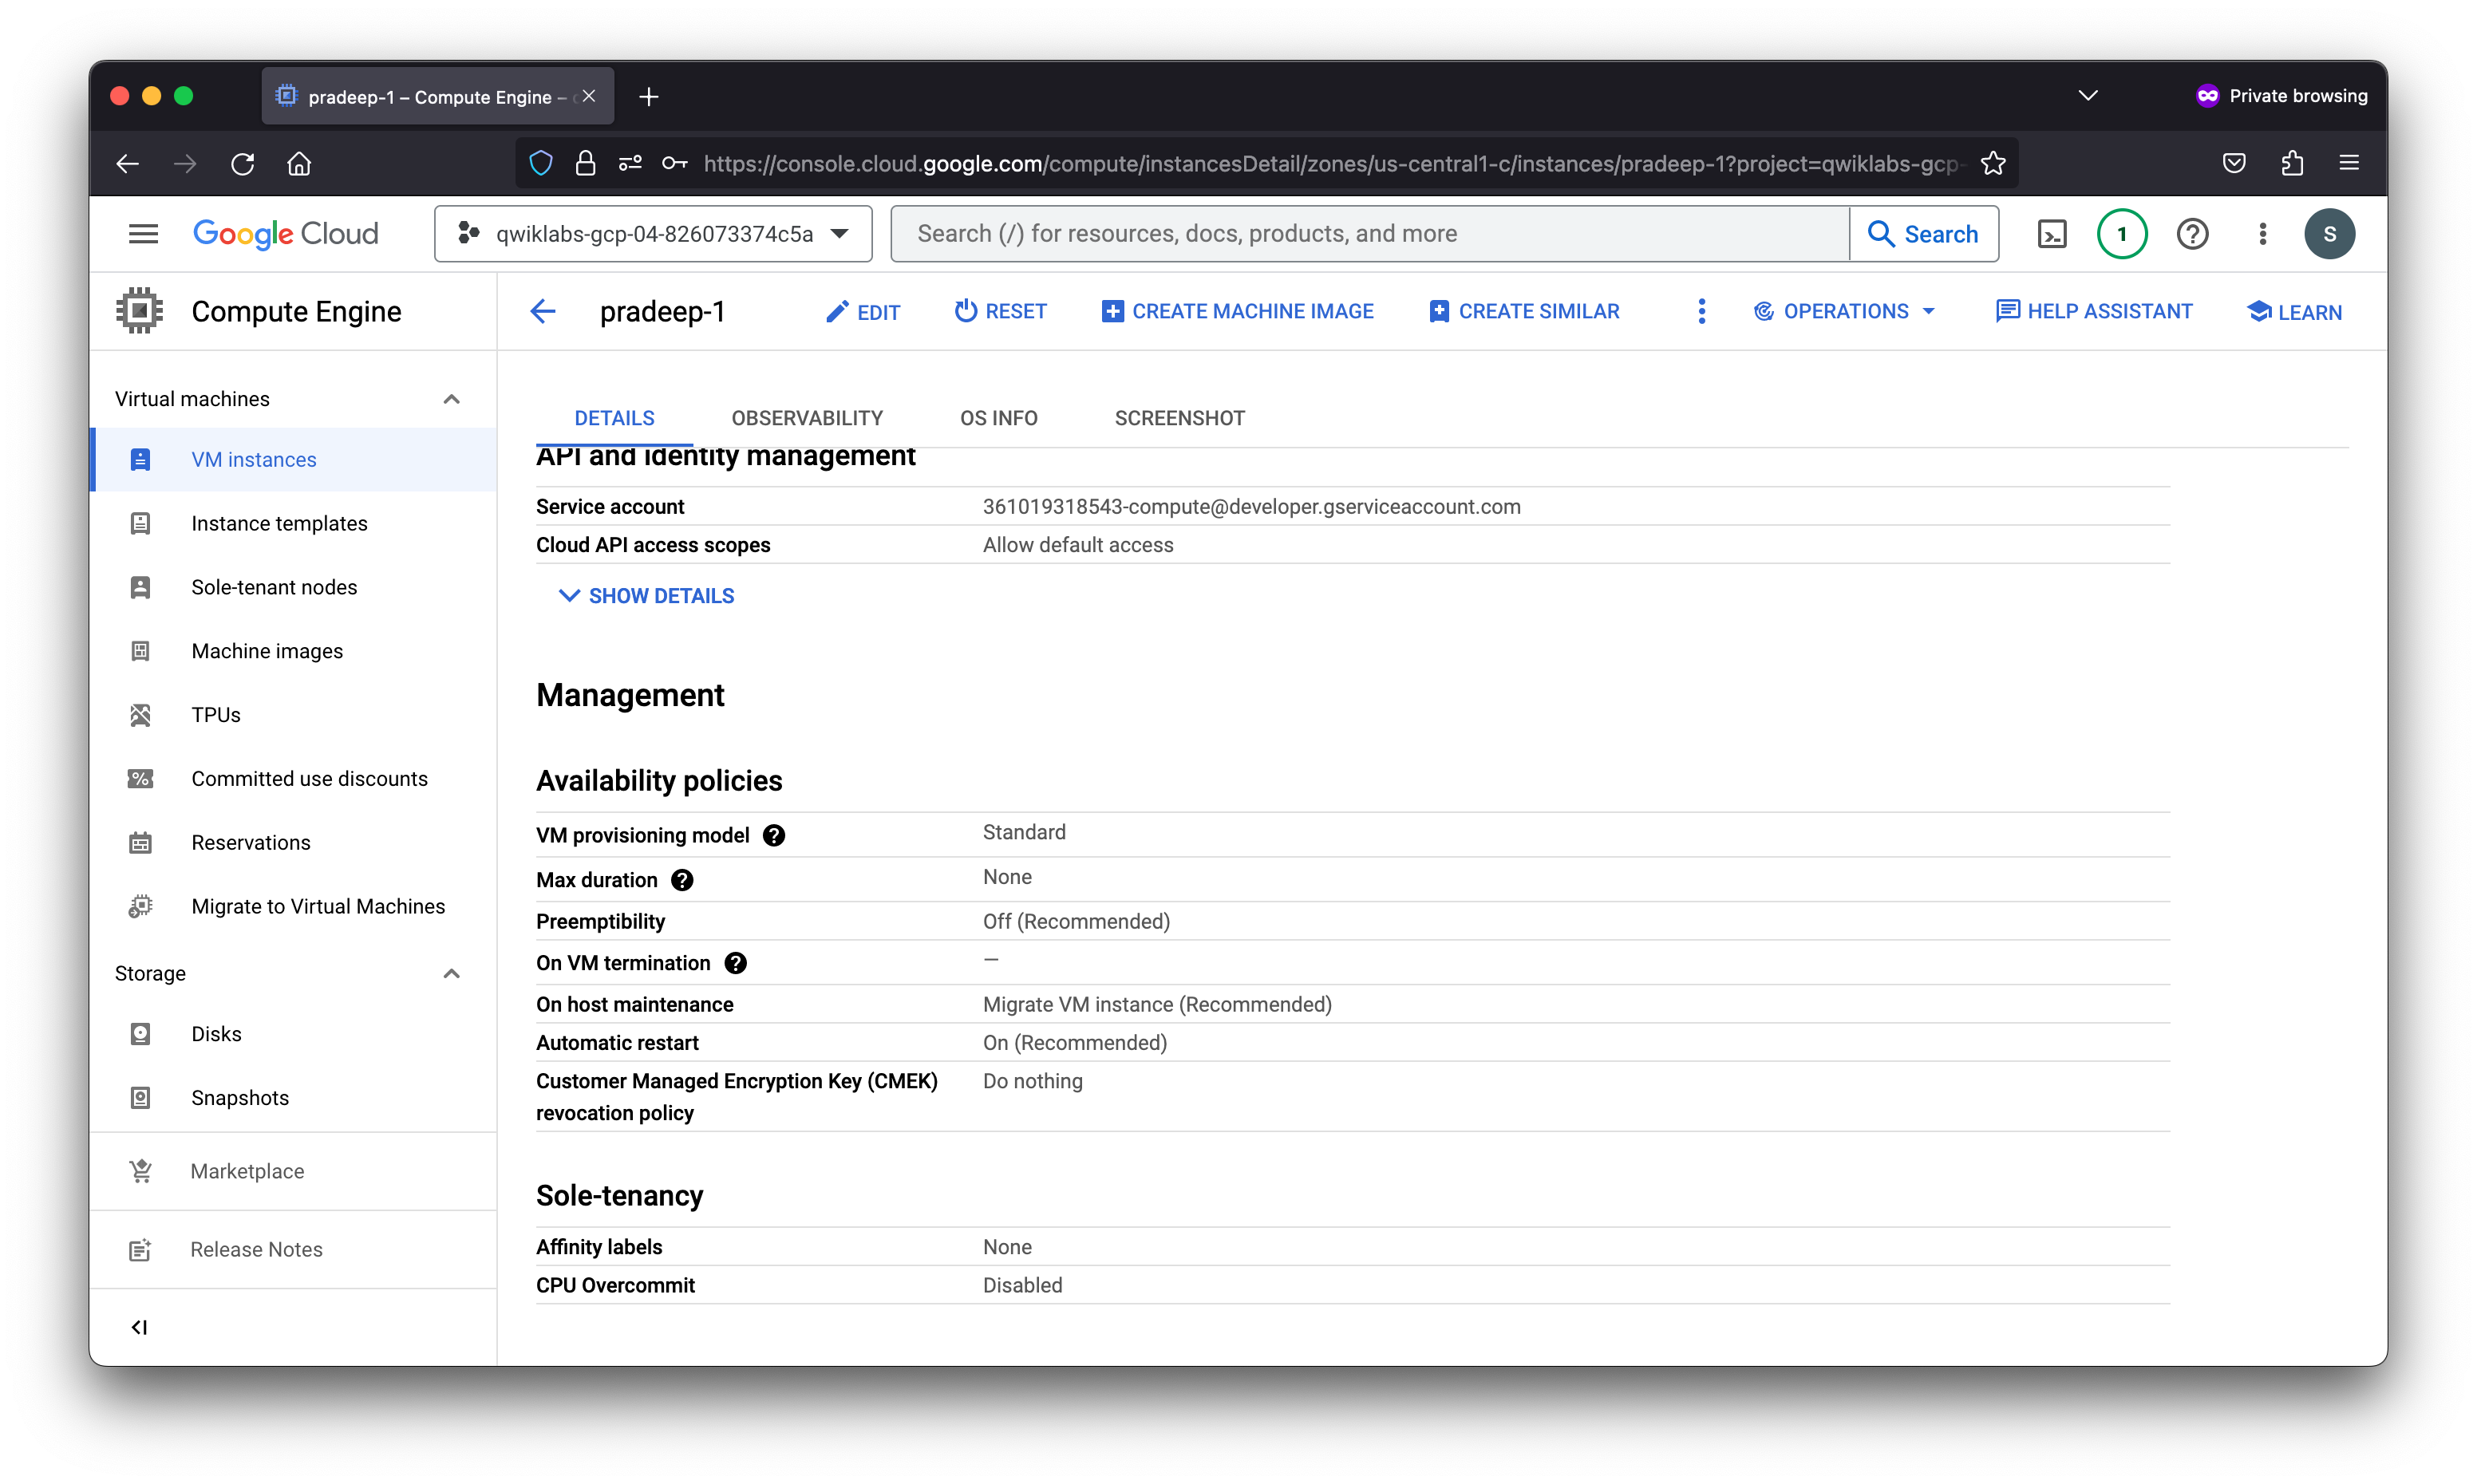 pradeep-1 – Compute Engine –
Private browsing
https://console.cloud.google.com/compute/instancesDetail/zones/us-central1-c/instances/pradeep-1?project=qwiklabs-gcp-
Google Cloud
qwiklabs-gcp-04-826073374c5a
Search (/) for resources, docs, products, and more
Search
1
S
Compute Engine
pradeep-1
EDIT
RESET
CREATE MACHINE IMAGE
CREATE SIMILAR
OPERATIONS
HELP ASSISTANT
LEARN
Virtual machines
VM instances
Instance templates
Sole-tenant nodes
Machine images
TPUs
Committed use discounts
Reservations
Migrate to Virtual Machines
Storage
Disks
Snapshots
Marketplace
Release Notes
DETAILS
OBSERVABILITY
OS INFO
SCREENSHOT
API and identity management
Service account 361019318543-compute@developer.gserviceaccount.com
Cloud API access scopes Allow default access
SHOW DETAILS
Management
Availability policies
VM provisioning model Standard
Max duration None
Preemptibility Off (Recommended)
On VM termination —
On host maintenance Migrate VM instance (Recommended)
Automatic restart On (Recommended)
Customer Managed Encryption Key (CMEK) Do nothing
revocation policy
Sole-tenancy
Affinity labels None
CPU Overcommit Disabled